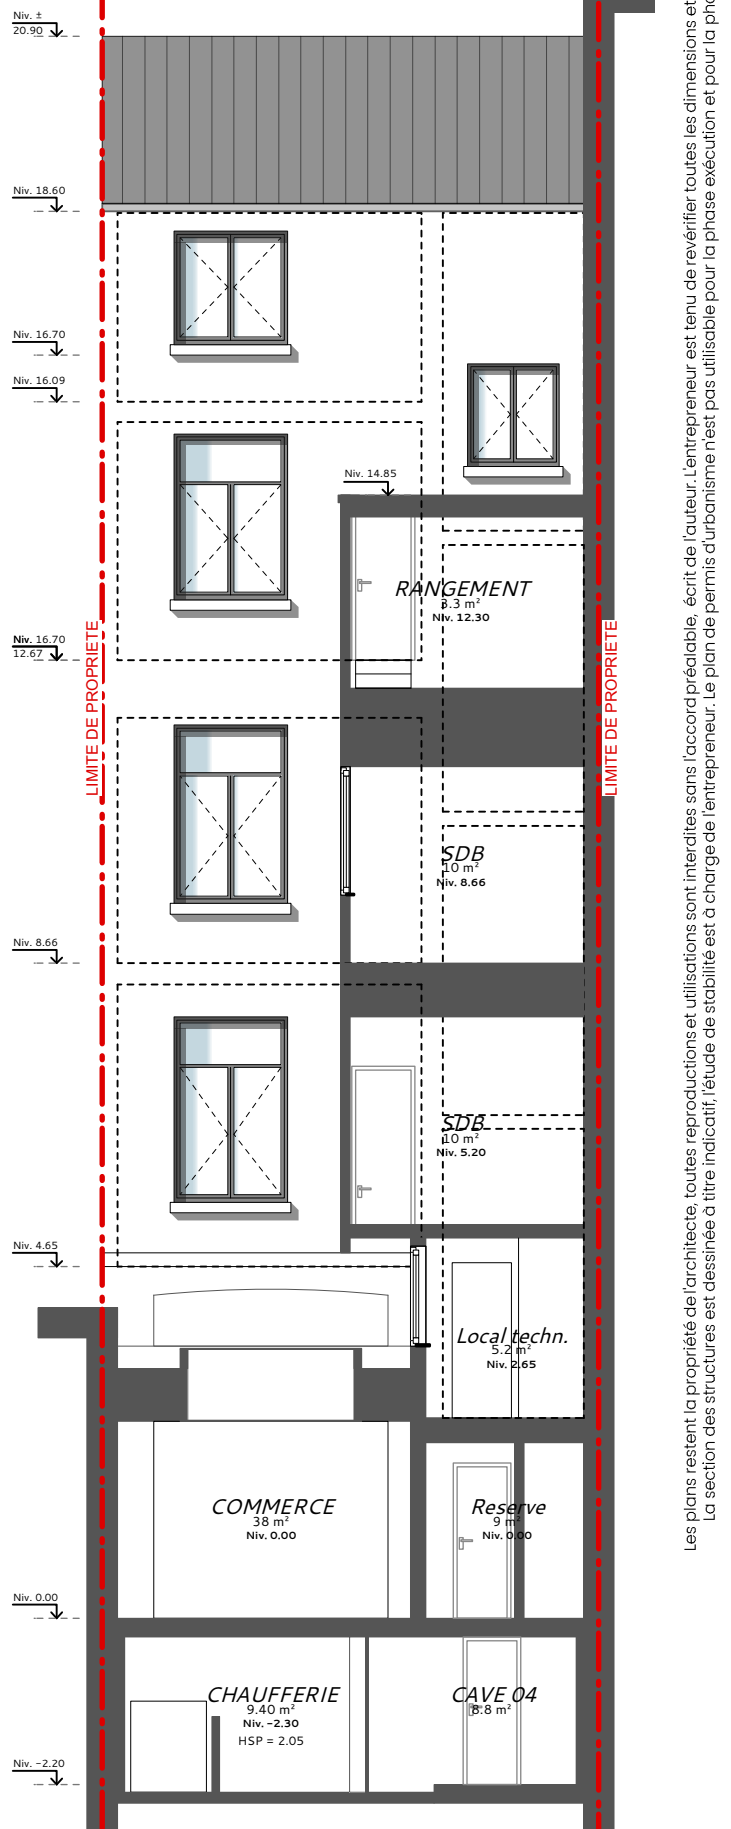 Niv. ±
20.90
Niv. 18.60
Niv. 16.70
Niv. 16.09
Niv. 14.85
RANGEMENT
3.3 m²
Niv. 12.30
Niv. 16.70
12.67
LIMITE DE PROPRIETE
LIMITE DE PROPRIETE
SDB
10 m²
Niv. 8.66
Niv. 8.66
SDB
10 m²
Niv. 5.20
Niv. 4.65
Local techn.
5.2 m²
Niv. 2.65
COMMERCE
38 m²
Niv. 0.00
Reserve
9 m²
Niv. 0.00
Niv. 0.00
CHAUFFERIE
9.40 m²
Niv. -2.30
HSP = 2.05
CAVE 04
8.8 m²
Niv. -2.20
Les plans restent la propriété de l'architecte, toutes reproductions et utilisations sont interdites sans l'accord préalable, écrit de l'auteur. L'entrepreneur est tenu de revérifier toutes les dimensions et
La section des structures est dessinée à titre indicatif, l'étude de stabilité est à charge de l'entrepreneur. Le plan de permis d'urbanisme n'est pas utilisable pour la phase exécution et pour la